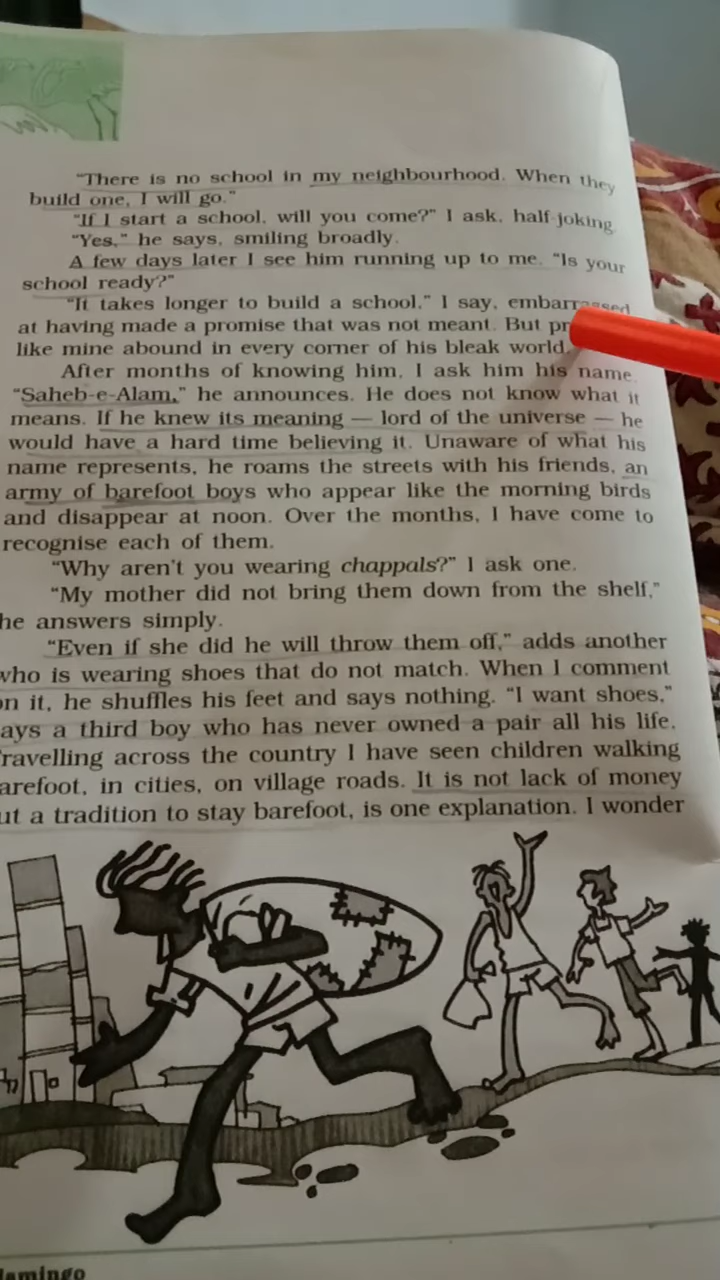 "There is no school in my neighbourhood. When they
build one, I will go."
"If I start a school, will you come?" I ask, half-joking.
"Yes," he says, smiling broadly.
A few days later I see him running up to me. "Is your
school ready?"
"It takes longer to build a school," I say, embarrassed
at having made a promise that was not meant. But
like mine abound in every corner of his bleak world.
After months of knowing him, I ask him his name.
"Saheb-e-Alam," he announces. He does not know what it
means. If he knew its meaning — lord of the universe — he
would have a hard time believing it. Unaware of what his
name represents, he roams the streets with his friends, an
army of barefoot boys who appear like the morning birds
and disappear at noon. Over the months, I have come to
recognise each of them.
"Why aren't you wearing chappals?" I ask one.
"My mother did not bring them down from the shelf,"
he answers simply.
"Even if she did he will throw them off," adds another
who is wearing shoes that do not match. When I comment
on it, he shuffles his feet and says nothing. "I want shoes,"
ays a third boy who has never owned a pair all his life.
ravelling across the country I have seen children walking
arefoot, in cities, on village roads. It is not lack of money
ut a tradition to stay barefoot, is one explanation. I wonder
lamingo